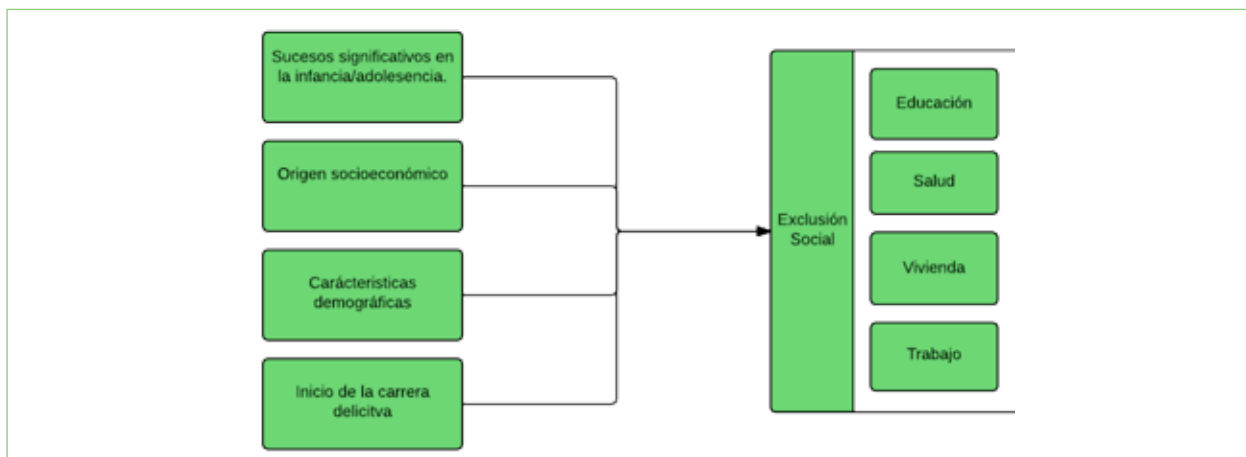 Sucesos significativos en
la infancia/adolesencia.
Origen socioeconómico
Carácteristicas
demográficas
Inicio de la carrera
delicitva
Exclusión
Social
Educación
Salud
Vivienda
Trabajo